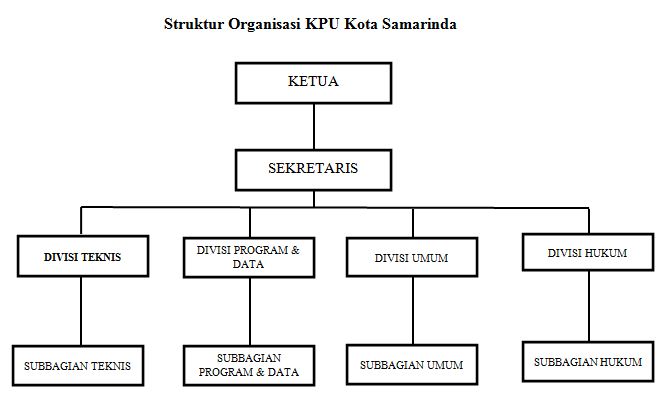 Struktur Organisasi KPU Kota Samarinda
KETUA
SEKRETARIS
DIVISI TEKNIS
DIVISI PROGRAM &
DATA
DIVISI UMUM
DIVISI HUKUM
SUBBAGIAN TEKNIS
SUBBAGIAN
PROGRAM & DATA
SUBBAGIAN UMUM
SUBBAGIAN HUKUM